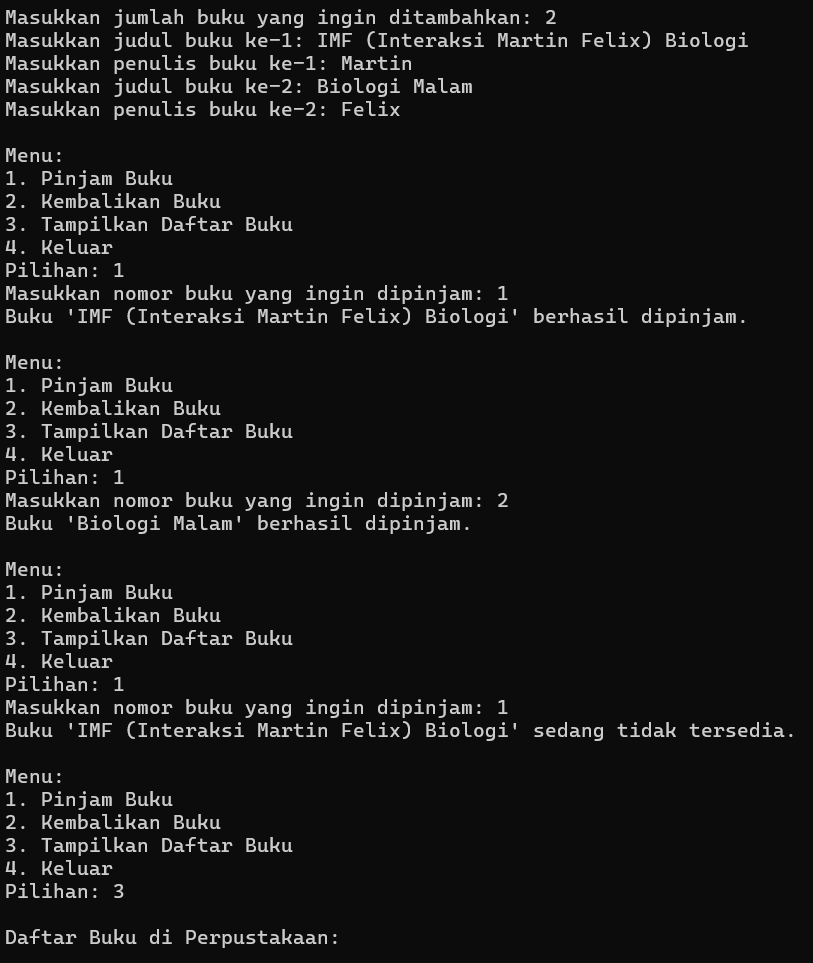 Masukkan jumlah buku yang ingin ditambahkan: 2
Masukkan judul buku ke-1: IMF (Interaksi Martin Felix) Biologi
Masukkan penulis buku ke-1: Martin
Masukkan judul buku ke-2: Biologi Malam
Masukkan penulis buku ke-2: Felix

Menu:
1. Pinjam Buku
2. Kembalikan Buku
3. Tampilkan Daftar Buku
4. Keluar
Pilihan: 1
Masukkan nomor buku yang ingin dipinjam: 1
Buku 'IMF (Interaksi Martin Felix) Biologi' berhasil dipinjam.

Menu:
1. Pinjam Buku
2. Kembalikan Buku
3. Tampilkan Daftar Buku
4. Keluar
Pilihan: 1
Masukkan nomor buku yang ingin dipinjam: 2
Buku 'Biologi Malam' berhasil dipinjam.

Menu:
1. Pinjam Buku
2. Kembalikan Buku
3. Tampilkan Daftar Buku
4. Keluar
Pilihan: 1
Masukkan nomor buku yang ingin dipinjam: 1
Buku 'IMF (Interaksi Martin Felix) Biologi' sedang tidak tersedia.

Menu:
1. Pinjam Buku
2. Kembalikan Buku
3. Tampilkan Daftar Buku
4. Keluar
Pilihan: 3

Daftar Buku di Perpustakaan: